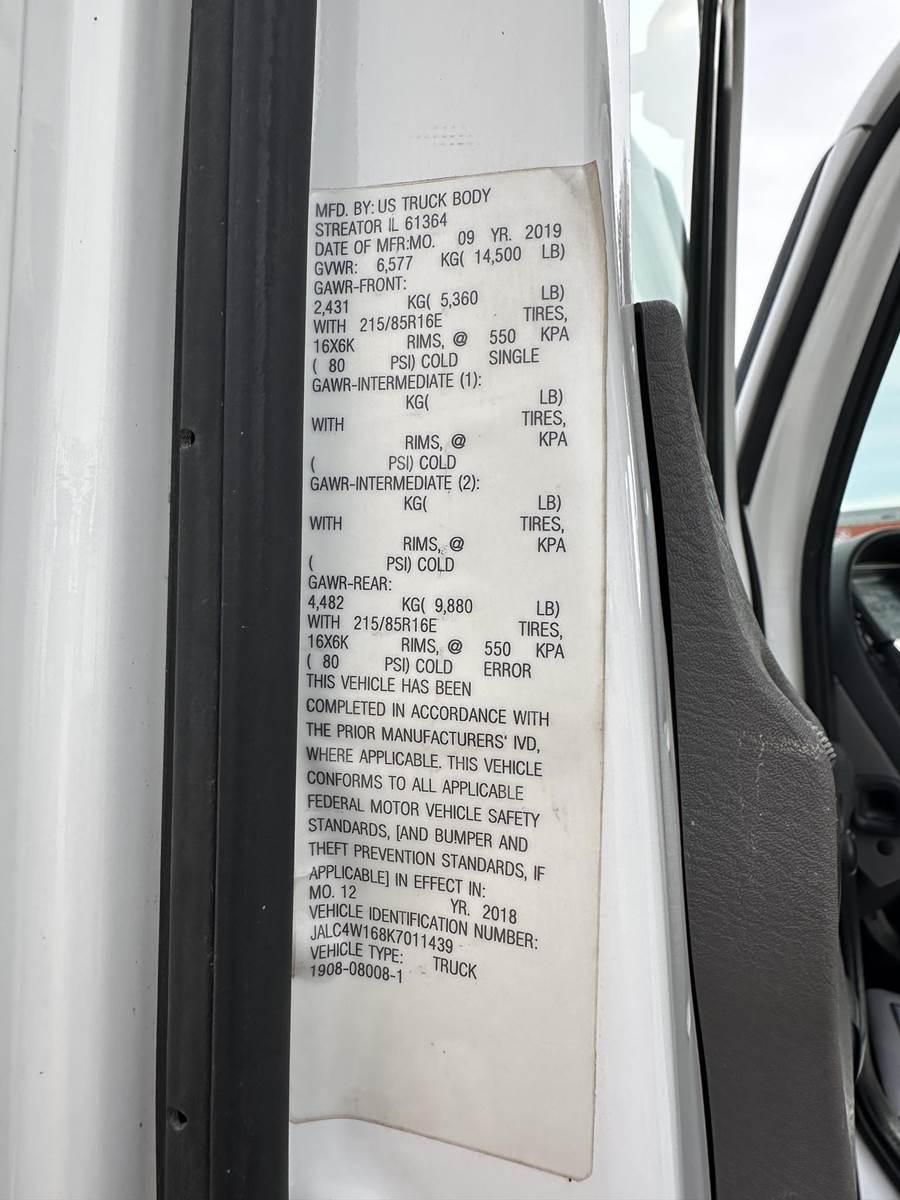 MFD. BY: US TRUCK BODY
STREATOR IL 61364
DATE OF MFR:MO. 09 YR. 2019
GVWR: 6,577 KG( 14,500 LB)
GAWR-FRONT:
2,431 KG( 5,360 LB)
WITH 215/85R16E TIRES,
16X6K RIMS, @ 550 KPA
( 80 PSI) COLD SINGLE
GAWR-INTERMEDIATE (1):
KG( LB)
WITH TIRES,
RIMS, @ KPA
( PSI) COLD
GAWR-INTERMEDIATE (2):
KG( LB)
WITH TIRES,
RIMS, @ KPA
( PSI) COLD
GAWR-REAR:
4,482 KG( 9,880 LB)
WITH 215/85R16E TIRES,
16X6K RIMS, @ 550 KPA
( 80 PSI) COLD ERROR
THIS VEHICLE HAS BEEN
COMPLETED IN ACCORDANCE WITH
THE PRIOR MANUFACTURERS' IVD,
WHERE APPLICABLE. THIS VEHICLE
CONFORMS TO ALL APPLICABLE
FEDERAL MOTOR VEHICLE SAFETY
STANDARDS, [AND BUMPER AND
THEFT PREVENTION STANDARDS, IF
APPLICABLE] IN EFFECT IN:
MO. 12 YR. 2018
VEHICLE IDENTIFICATION NUMBER:
JALC4W168K7011439
VEHICLE TYPE: TRUCK
1908-08008-1